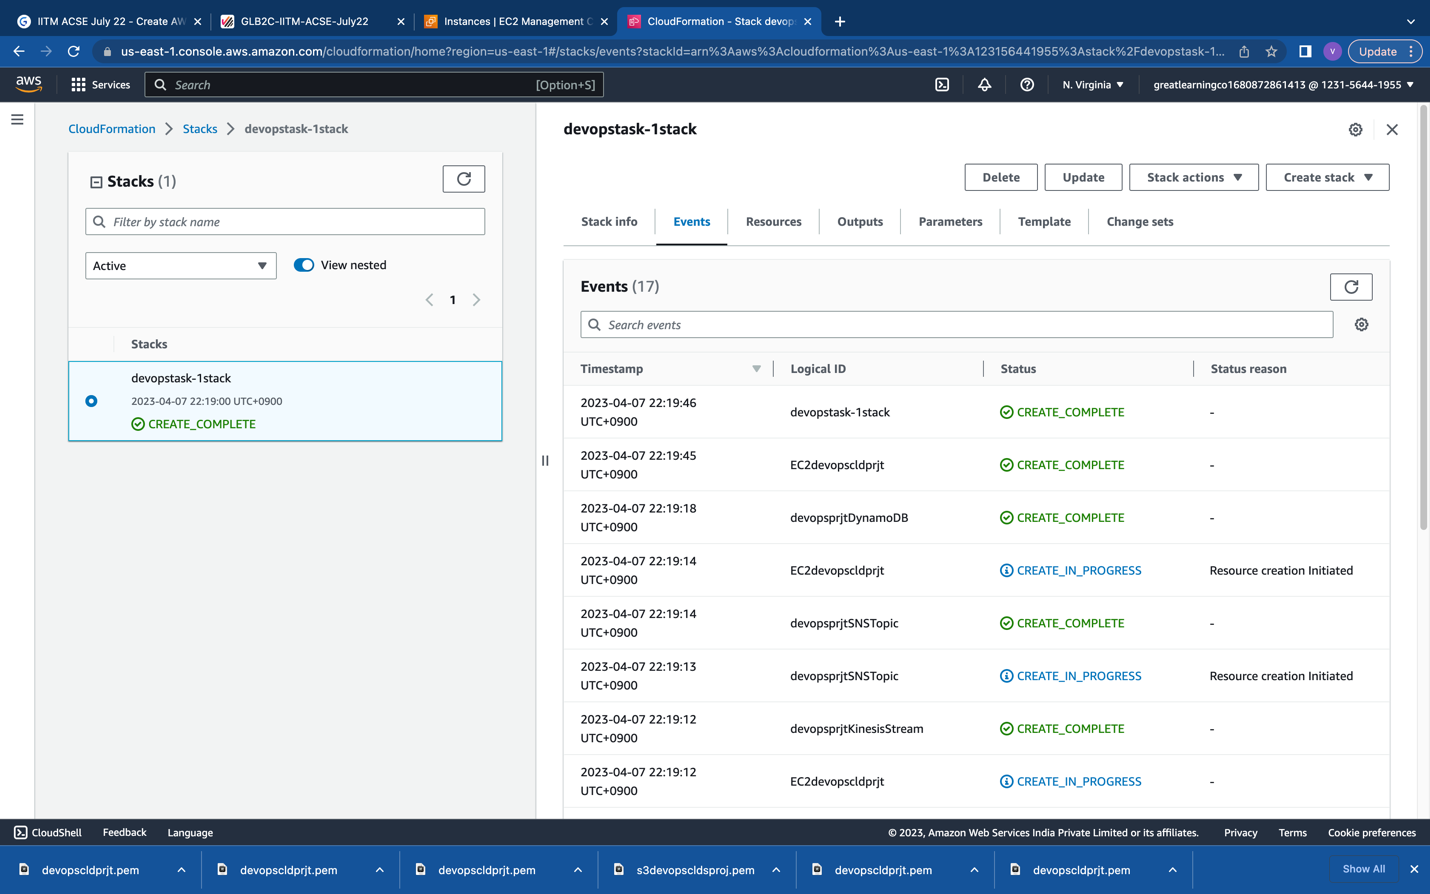 IITM ACSE July 22 - Create AW
GLB2C-IITM-ACSE-July22
Instances | EC2 Management C
CloudFormation - Stack devops
us-east-1.console.aws.amazon.com/cloudformation/home?region=us-east-1#/stacks/events?stackId=arn%3Aaws%3Acloudformation%3Aus-east-1%3A123156441955%3Astack%2Fdevopstask-1...
V
Update
aws
Services
Search
[Option+S]
N. Virginia
greatlearningco1680872861413 @ 1231-5644-1955
CloudFormation
Stacks
devopstask-1stack
Stacks (1)
Filter by stack name
Active
View nested
1
Stacks
devopstask-1stack
2023-04-07 22:19:00 UTC+0900
CREATE_COMPLETE
devopstask-1stack
Delete
Update
Stack actions
Create stack
Stack info
Events
Resources
Outputs
Parameters
Template
Change sets
Events (17)
Search events
Timestamp
Logical ID
Status
Status reason
2023-04-07 22:19:46
UTC+0900
devopstask-1stack
CREATE_COMPLETE
-
2023-04-07 22:19:45
UTC+0900
EC2devopscldprjt
CREATE_COMPLETE
-
2023-04-07 22:19:18
UTC+0900
devopsprjtDynamoDB
CREATE_COMPLETE
-
2023-04-07 22:19:14
UTC+0900
EC2devopscldprjt
CREATE_IN_PROGRESS
Resource creation Initiated
2023-04-07 22:19:14
UTC+0900
devopsprjtSNSTopic
CREATE_COMPLETE
-
2023-04-07 22:19:13
UTC+0900
devopsprjtSNSTopic
CREATE_IN_PROGRESS
Resource creation Initiated
2023-04-07 22:19:12
UTC+0900
devopsprjtKinesisStream
CREATE_COMPLETE
-
2023-04-07 22:19:12
UTC+0900
EC2devopscldprjt
CREATE_IN_PROGRESS
-
CloudShell
Feedback
Language
© 2023, Amazon Web Services India Private Limited or its affiliates.
Privacy
Terms
Cookie preferences
devopscldprjt.pem
devopscldprjt.pem
devopscldprjt.pem
s3devopscldsproj.pem
devopscldprjt.pem
devopscldprjt.pem
Show All